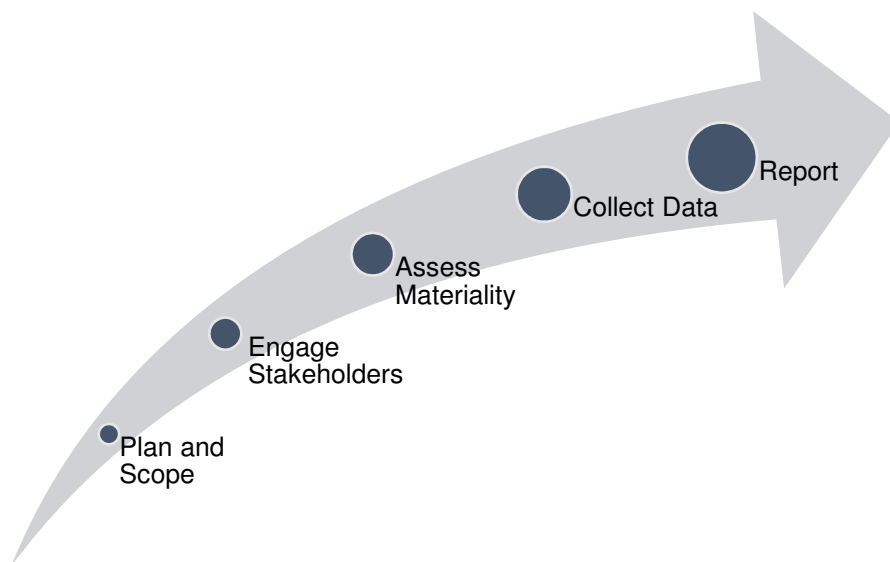 Report
Collect Data
Assess
Materiality
Engage
Stakeholders
Plan and
Scope